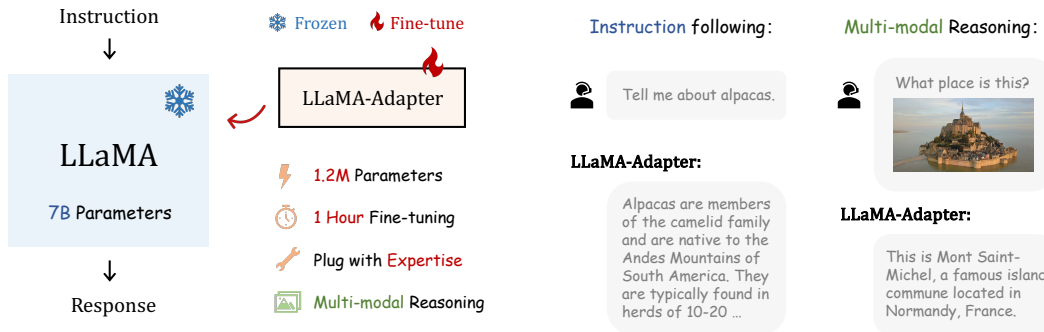 Instruction
LLaMA
7B Parameters
Response
Frozen
Fine-tune
LLaMA-Adapter
1.2M Parameters
1 Hour Fine-tuning
Plug with Expertise
Multi-modal Reasoning
Instruction following:
Tell me about alpacas.
LLaMA-Adapter:
Alpacas are members
of the camelid family
and are native to the
Andes Mountains of
South America. They
are typically found in
herds of 10-20 ...
Multi-modal Reasoning:
What place is this?
LLaMA-Adapter:
This is Mont Saint-
Michel, a famous island
commune located in
Normandy, France.